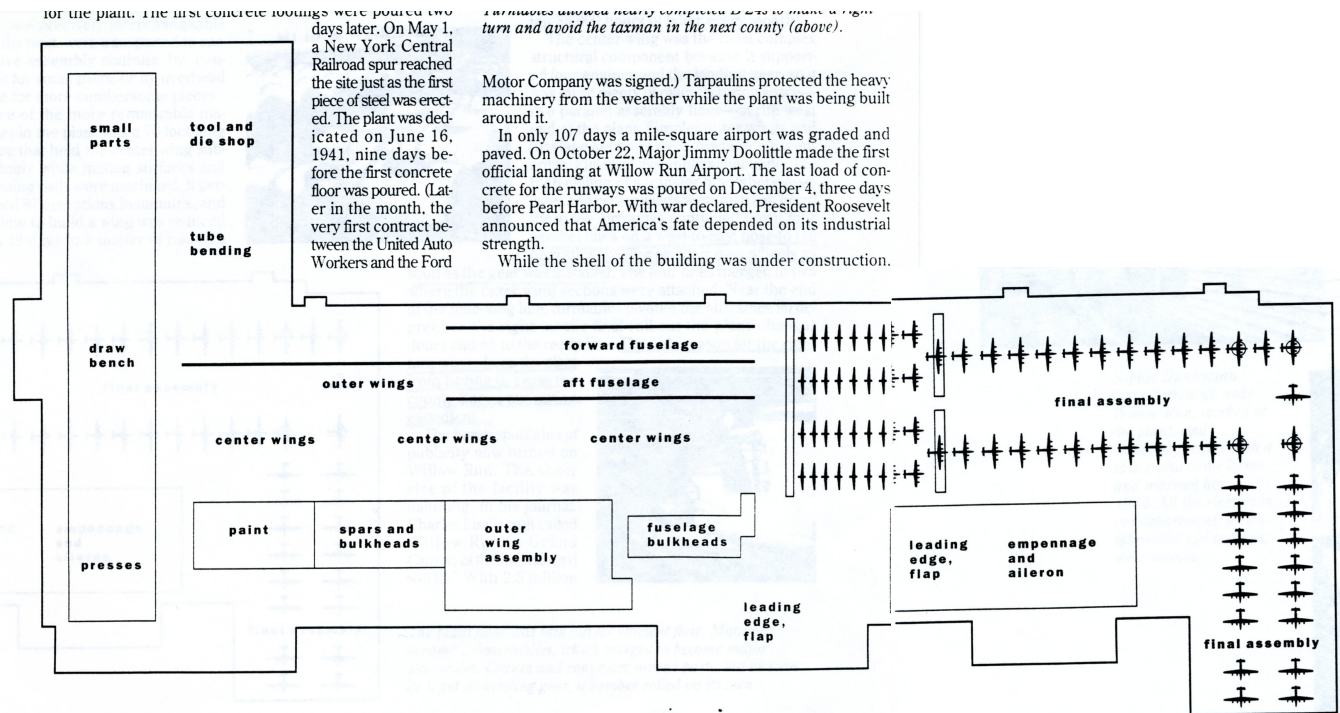 for the plant. The first concrete footings were poured two
days later. On May 1,
a New York Central
Railroad spur reached
the site just as the first
piece of steel was erect-
ed. The plant was ded-
icated on June 16,
1941, nine days be-
fore the first concrete
floor was poured. (Lat-
er in the month, the
very first contract be-
tween the United Auto
Workers and the Ford
Turntables allowed nearly completed B-24s to make a right
turn and avoid the taxman in the next county (above).
Motor Company was signed.) Tarpaulins protected the heavy
machinery from the weather while the plant was being built
around it.
In only 107 days a mile-square airport was graded and
paved. On October 22, Major Jimmy Doolittle made the first
official landing at Willow Run Airport. The last load of con-
crete for the runways was poured on December 4, three days
before Pearl Harbor. With war declared, President Roosevelt
announced that America's fate depended on its industrial
strength.
While the shell of the building was under construction.
small
parts
tool and
die shop
tube
bending
draw
bench
presses
forward fuselage
outer wings
aft fuselage
center wings
center wings
center wings
paint
spars and
bulkheads
outer
wing
assembly
fuselage
bulkheads
leading
edge,
flap
final assembly
leading
edge,
flap
empennage
and
aileron
final assembly